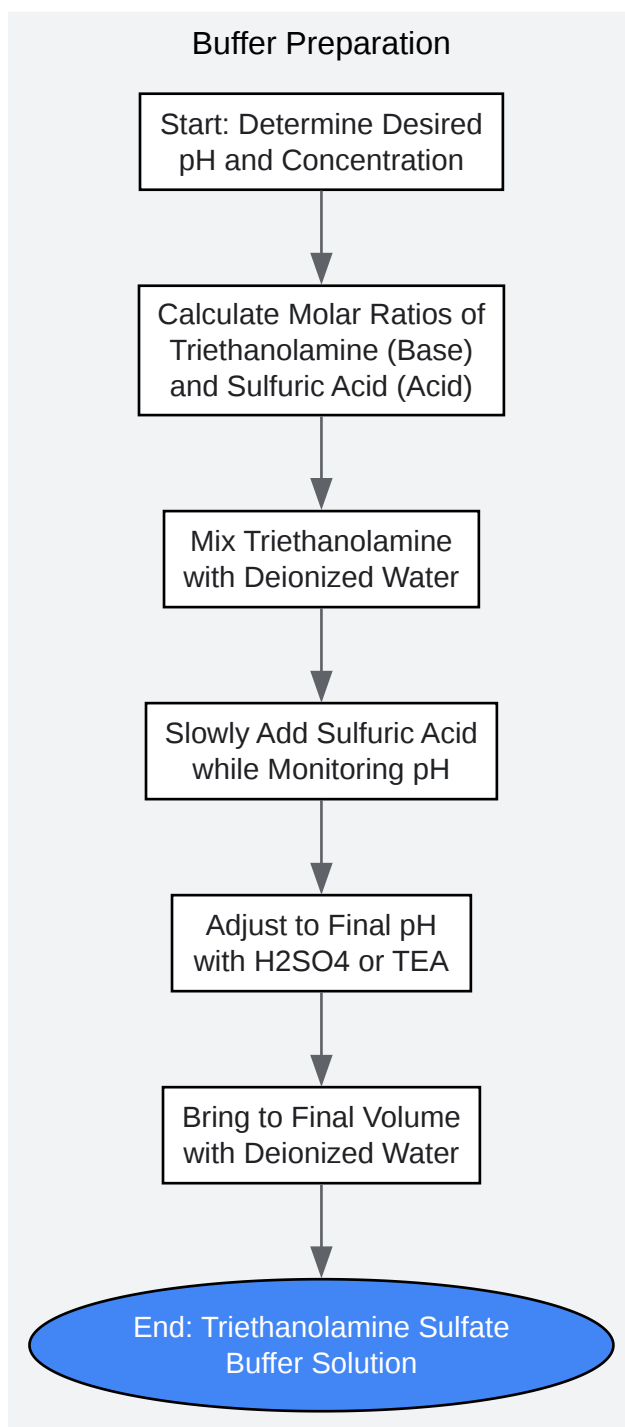 Buffer Preparation
Start: Determine Desired
pH and Concentration
Calculate Molar Ratios of
Triethanolamine (Base)
and Sulfuric Acid (Acid)
Mix Triethanolamine
with Deionized Water
Slowly Add Sulfuric Acid
while Monitoring pH
Adjust to Final pH
with H2SO4 or TEA
Bring to Final Volume
with Deionized Water
End: Triethanolamine Sulfate
Buffer Solution